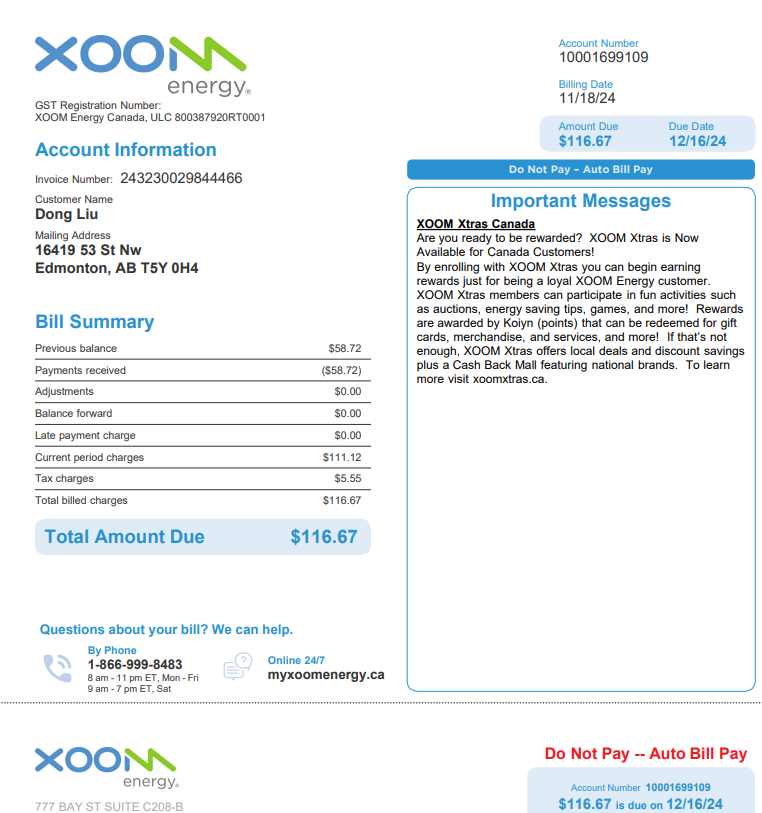 XOOM
energy®
GST Registration Number:
XOOM Energy Canada, ULC 800387920RT0001
Account Information
Invoice Number: 243230029844466
Customer Name
Dong Liu
Mailing Address
16419 53 St Nw
Edmonton, AB T5Y 0H4
Bill Summary
Previous balance $58.72
Payments received ($58.72)
Adjustments $0.00
Balance forward $0.00
Late payment charge $0.00
Current period charges $111.12
Tax charges $5.55
Total billed charges $116.67
Total Amount Due $116.67
Questions about your bill? We can help.
By Phone
1-866-999-8483
8 am - 11 pm ET, Mon - Fri
9 am - 7 pm ET, Sat
Online 24/7
myxoomenergy.ca
Account Number
10001699109
Billing Date
11/18/24
Amount Due Due Date
$116.67 12/16/24
Do Not Pay – Auto Bill Pay
Important Messages
XOOM Xtras Canada
Are you ready to be rewarded? XOOM Xtras is Now
Available for Canada Customers!
By enrolling with XOOM Xtras you can begin earning
rewards just for being a loyal XOOM Energy customer.
XOOM Xtras members can participate in fun activities such
as auctions, energy saving tips, games, and more! Rewards
are awarded by Koiyn (points) that can be redeemed for gift
cards, merchandise, and services, and more! If that's not
enough, XOOM Xtras offers local deals and discount savings
plus a Cash Back Mall featuring national brands. To learn
more visit xoomxtras.ca.
XOOM
energy®
777 BAY ST SUITE C208-B
Do Not Pay -- Auto Bill Pay
Account Number 10001699109
$116.67 is due on 12/16/24